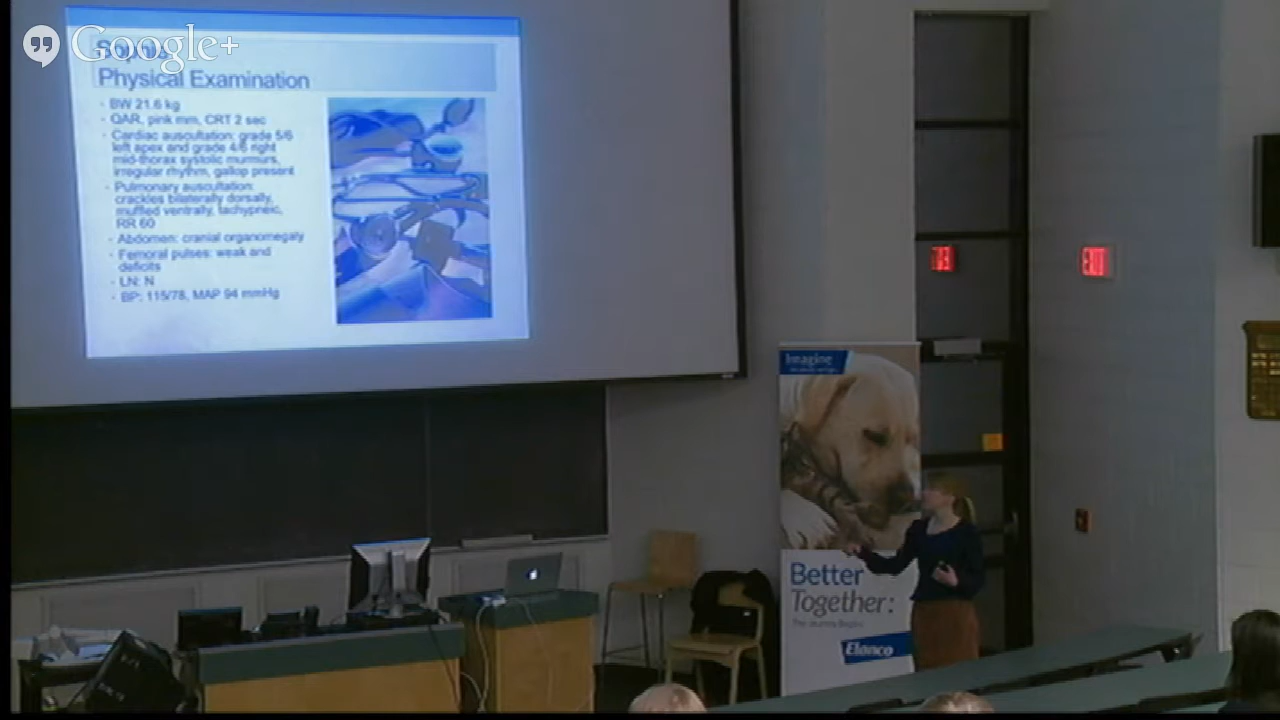 Google+
Sophie
Physical Examination
BW 21.6 kg
QAR, pink mm, CRT 2 sec
Cardiac auscultation: grade 5/6
left apex and grade 4/6 right
mid-thorax systolic murmurs,
irregular rhythm, gallop present
Pulmonary auscultation:
crackles bilaterally dorsally,
muffled ventrally, tachypneic,
RR 60
Abdomen: cranial organomegaly
Femoral pulses: weak and
deficits
LN: N
BP: 115/78, MAP 94 mmHg
Imagine
Better
Together:
Elanco